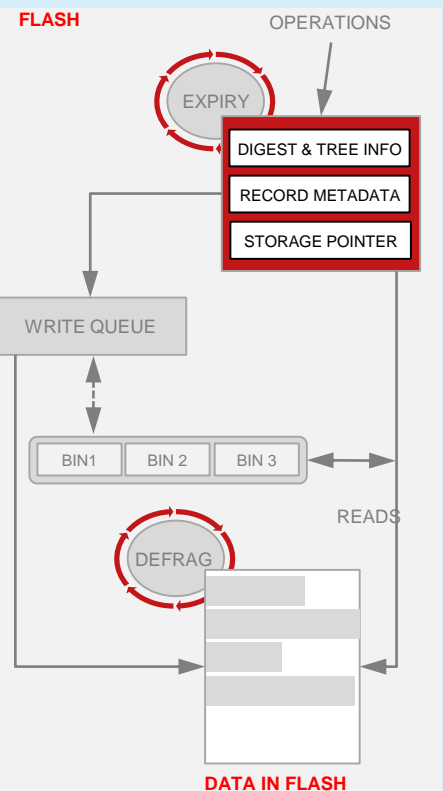 FLASH
OPERATIONS
EXPIRY
DIGEST & TREE INFO
RECORD METADATA
STORAGE POINTER
WRITE QUEUE
BIN1
BIN 2
BIN 3
READS
DEFRAG
DATA IN FLASH